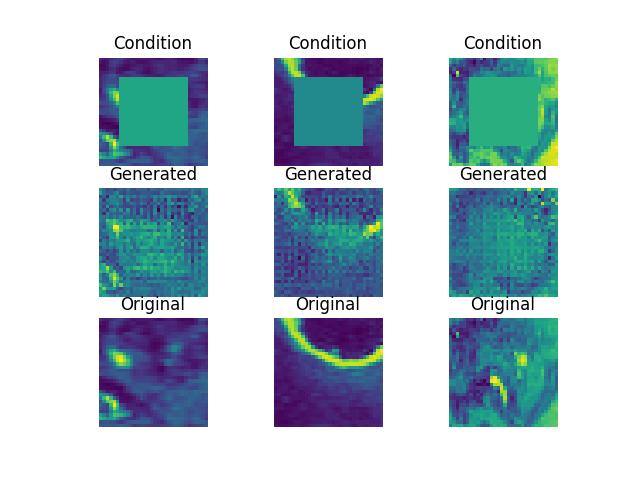 Condition Condition Condition
Generated Generated Generated
Original Original Original